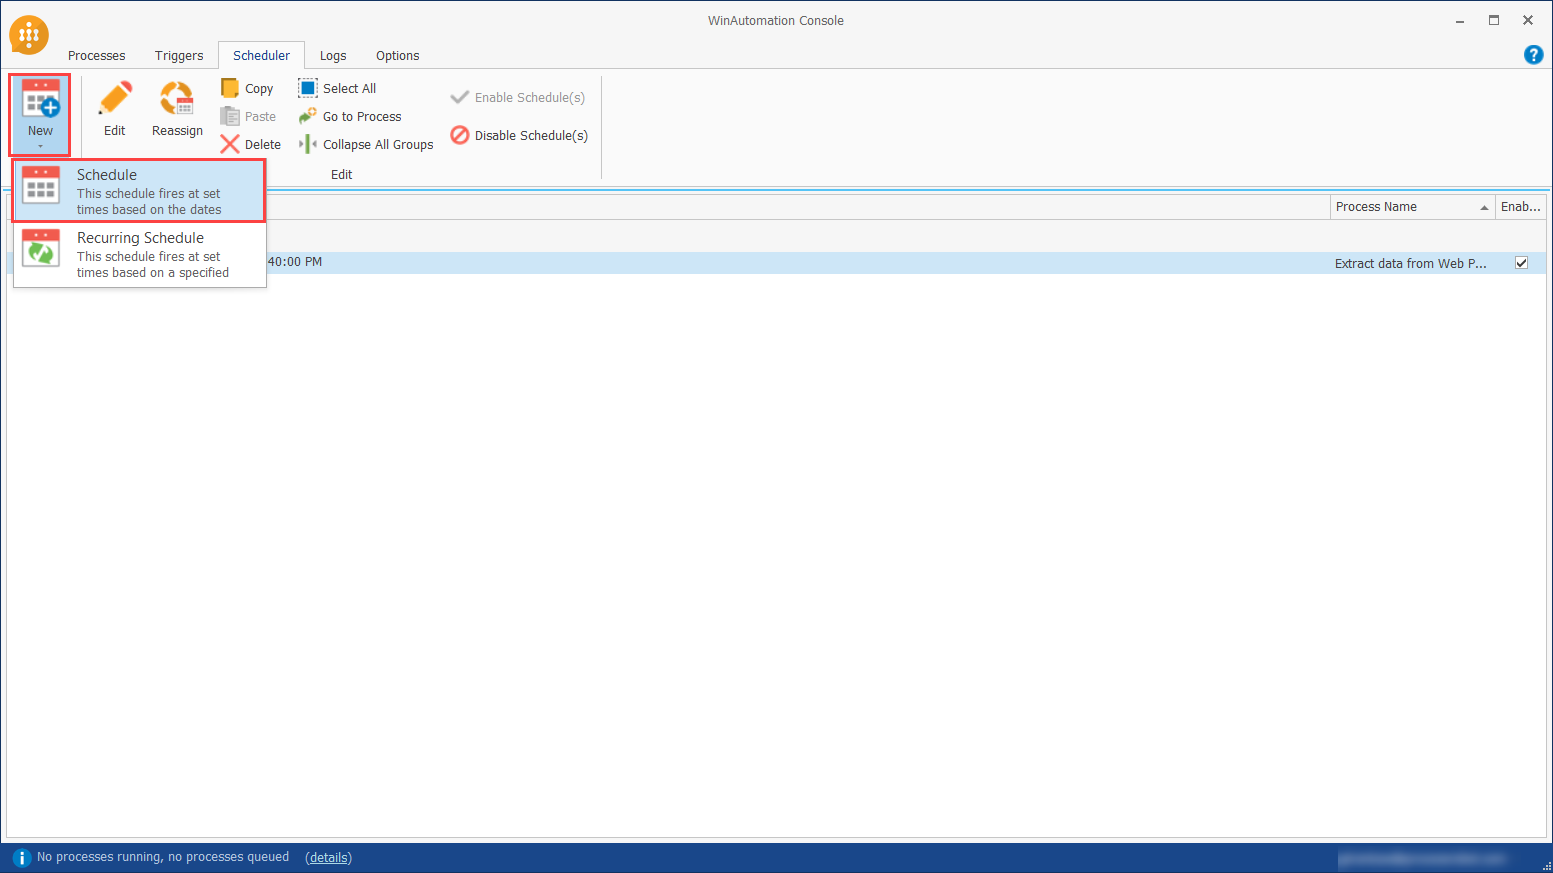 WinAutomation Console
Processes
Triggers
Scheduler
Logs
Options
?
New
Edit
Reassign
Copy
Paste
Delete
Select All
Go to Process
Collapse All Groups
Enable Schedule(s)
Disable Schedule(s)
Edit
Schedule
This schedule fires at set
times based on the dates
Recurring Schedule
This schedule fires at set
times based on a specified
Process Name
Enab...
40:00 PM
Extract data from Web P...
No processes running, no processes queued
(details)